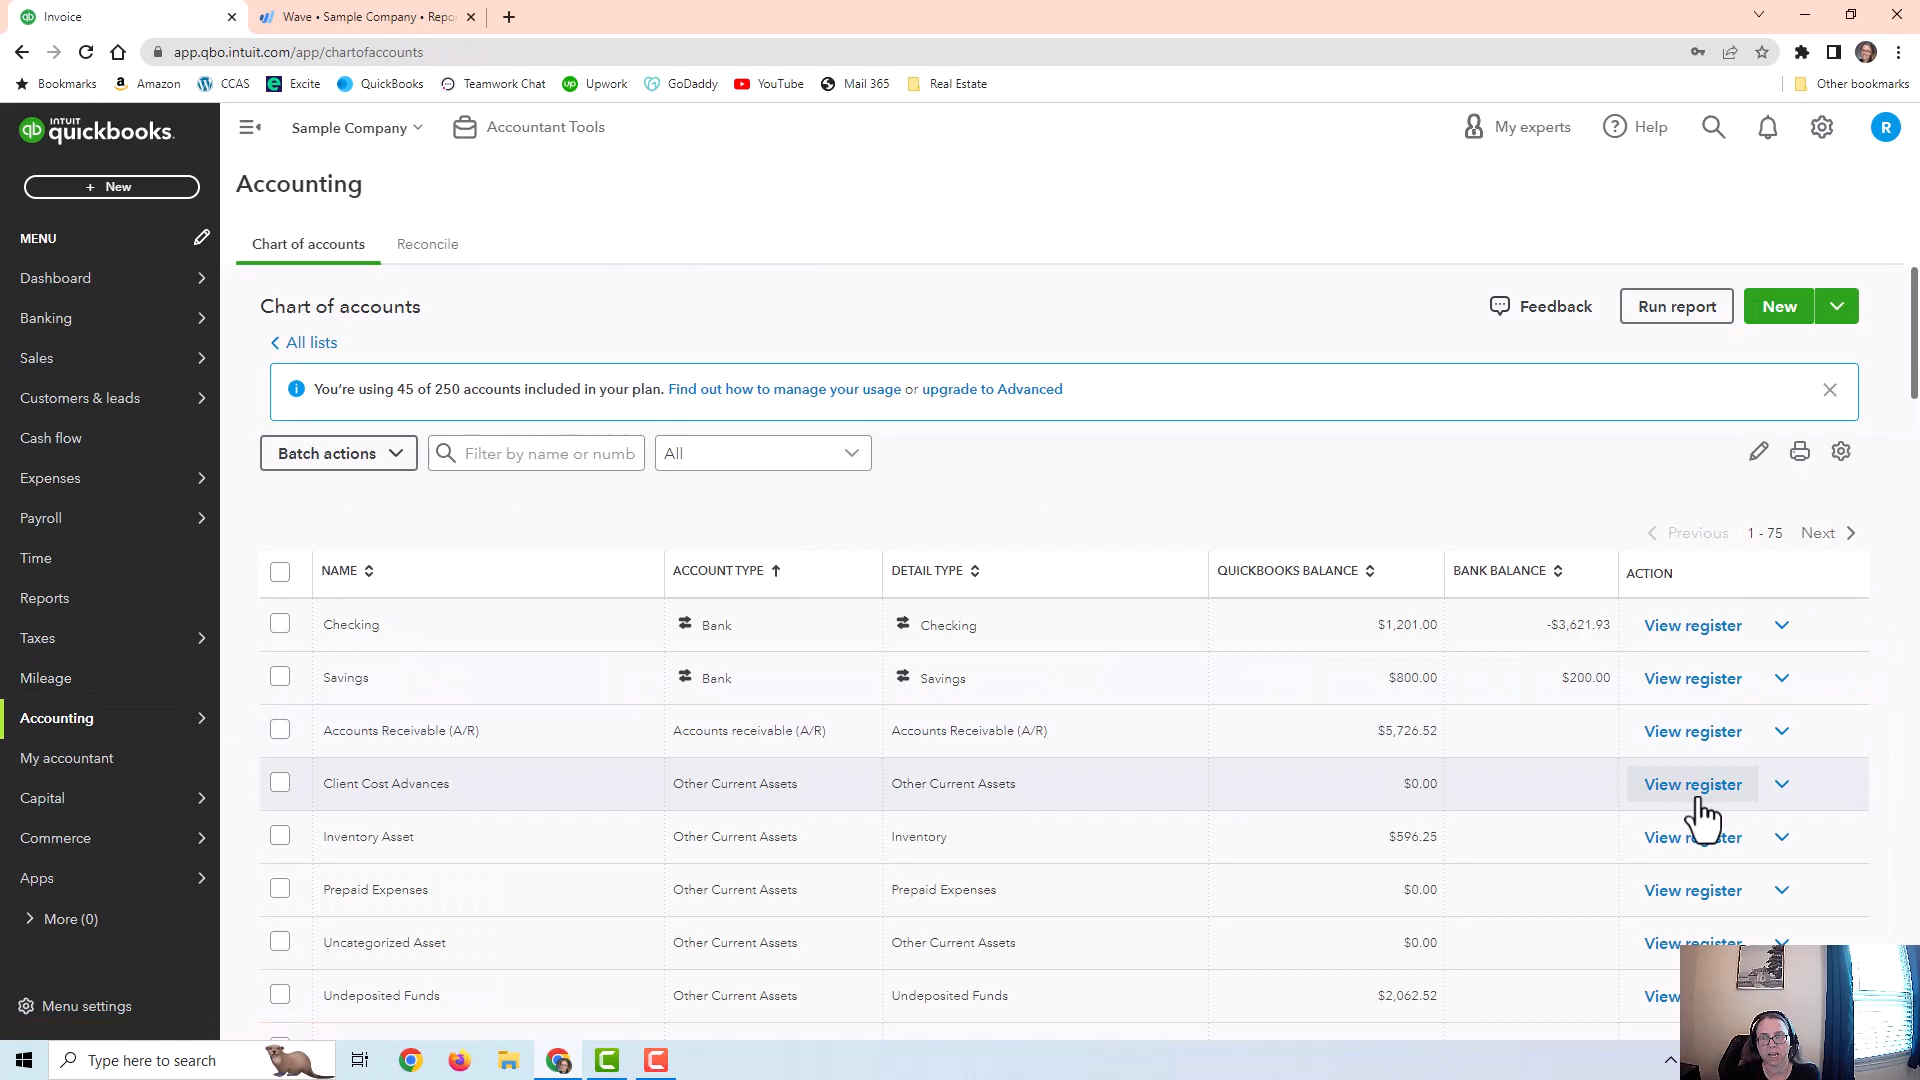 Invoice
Wave • Sample Company • Repo
app.qbo.intuit.com/app/chartofaccounts
Bookmarks Amazon CCAS Excite QuickBooks Teamwork Chat Upwork GoDaddy YouTube Mail 365 Real Estate Other bookmarks
INTUIT
quickbooks.
Sample Company Accountant Tools My experts Help R
+ New
MENU
Dashboard
Banking
Sales
Customers & leads
Cash flow
Expenses
Payroll
Time
Reports
Taxes
Mileage
Accounting
My accountant
Capital
Commerce
Apps
More (0)
Menu settings
Accounting
Chart of accounts Reconcile
Chart of accounts Feedback Run report New
All lists
You're using 45 of 250 accounts included in your plan. Find out how to manage your usage or upgrade to Advanced
Batch actions Filter by name or numb All
Previous 1 - 75 Next
NAME ACCOUNT TYPE DETAIL TYPE QUICKBOOKS BALANCE BANK BALANCE ACTION
Checking Bank Checking $1,201.00 -$3,621.93 View register
Savings Bank Savings $800.00 $200.00 View register
Accounts Receivable (A/R) Accounts receivable (A/R) Accounts Receivable (A/R) $5,726.52 View register
Client Cost Advances Other Current Assets Other Current Assets $0.00 View register
Inventory Asset Other Current Assets Inventory $596.25 View register
Prepaid Expenses Other Current Assets Prepaid Expenses $0.00 View register
Uncategorized Asset Other Current Assets Other Current Assets $0.00 View register
Undeposited Funds Other Current Assets Undeposited Funds $2,062.52 View
Type here to search